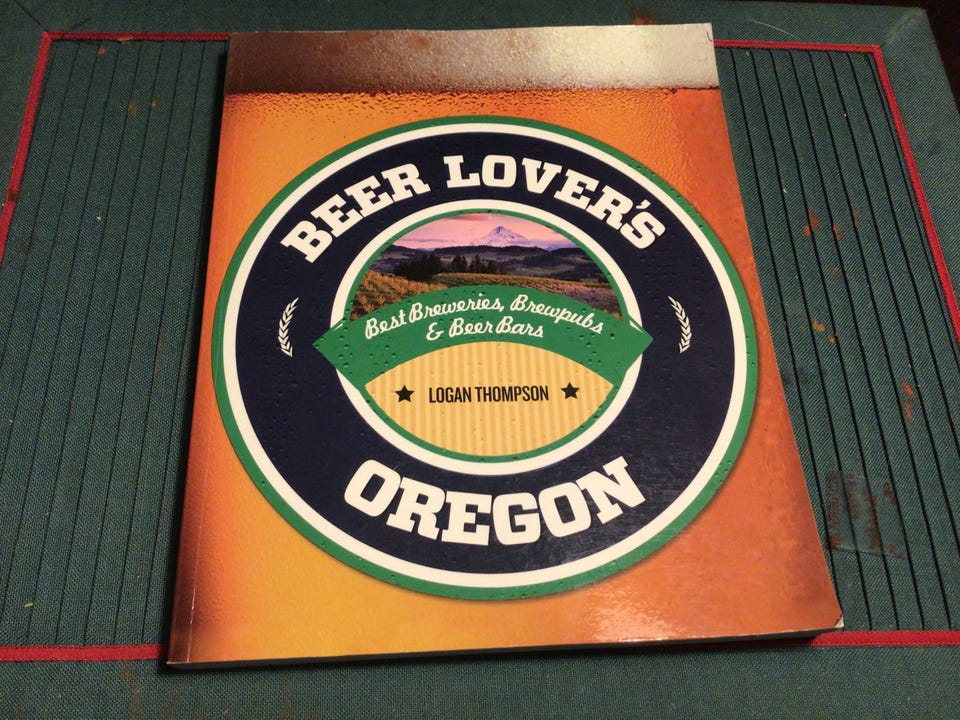 BEER LOVER'S
Best Breweries, Brewpubs
& Beer Bars
LOGAN THOMPSON
OREGON